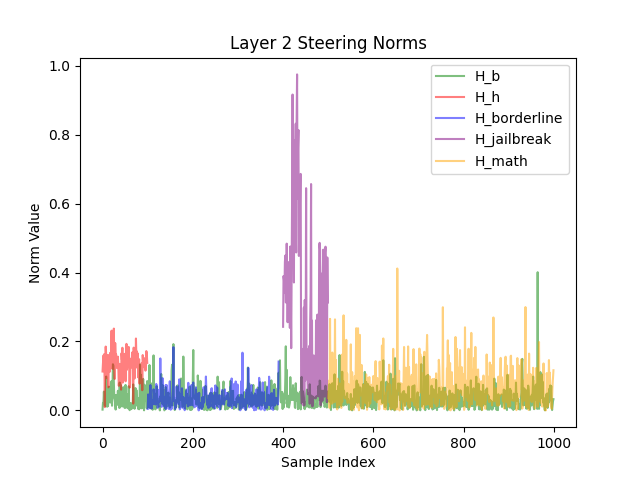 Layer 2 Steering Norms
Norm Value
1.0
0.8
0.6
0.4
0.2
0.0
H_b
H_h
H_borderline
H_jailbreak
H_math
0
200
400
600
800
1000
Sample Index